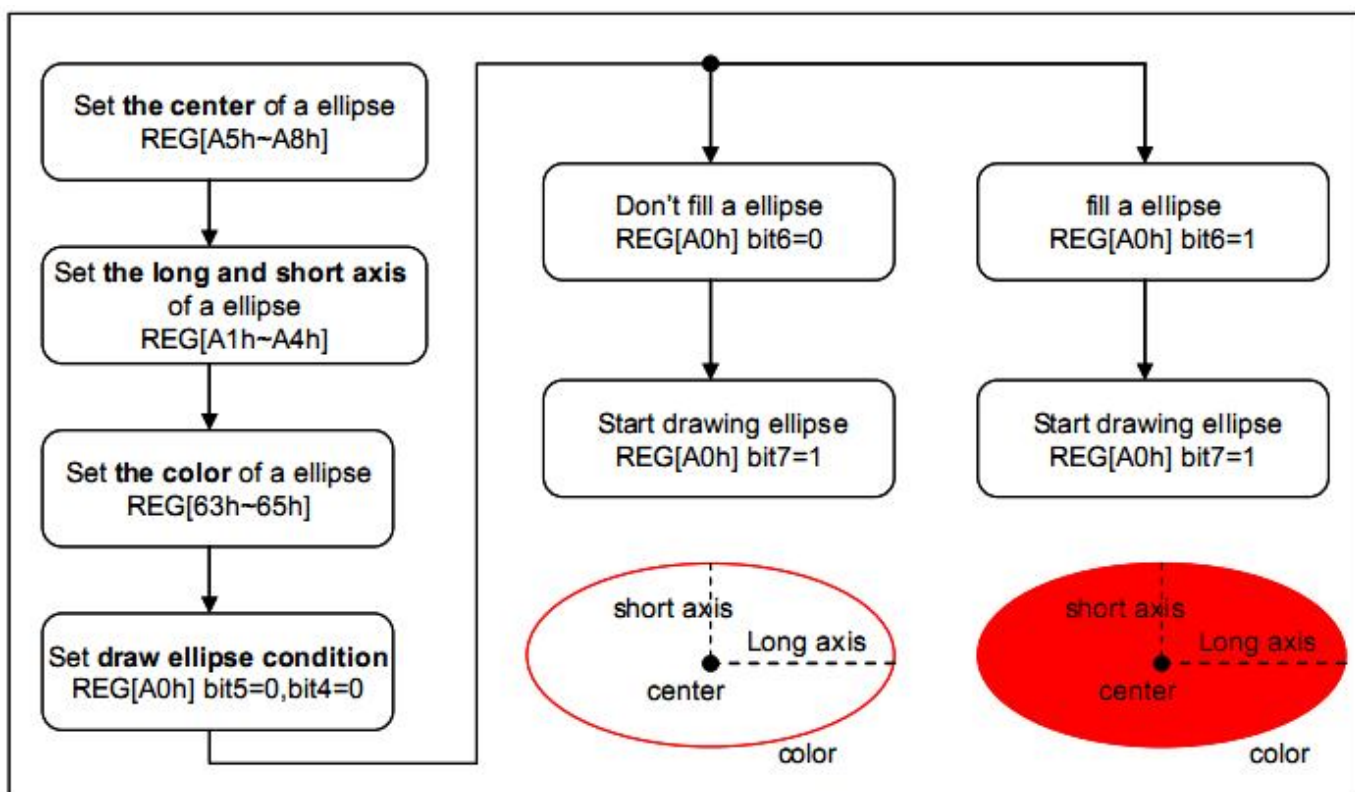 Set the center of a ellipse
REG[A5h~A8h]
Set the long and short axis
of a ellipse
REG[A1h~A4h]
Set the color of a ellipse
REG[63h~65h]
Set draw ellipse condition
REG[A0h] bit5=0,bit4=0
Don't fill a ellipse
REG[A0h] bit6=0
Start drawing ellipse
REG[A0h] bit7=1
short axis
Long axis
center
color
fill a ellipse
REG[A0h] bit6=1
Start drawing ellipse
REG[A0h] bit7=1
short axis
Long axis
center
color